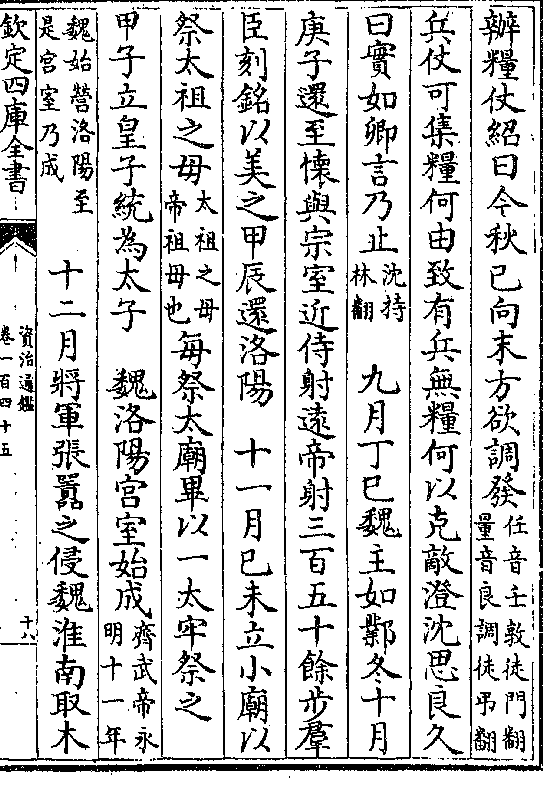 辦糧仗紹曰今秋已向末方欲調發任音壬敦徒門翻量音良調徒弔翻
兵仗可集糧何由致有兵無糧何以克敵澄沈思良久
曰實如卿言乃止沈持林翻　九月丁巳魏主如鄴冬十月
庚子還至懷與宗室近侍射遠帝射三百五十餘步羣
臣刻銘以美之甲辰還洛陽　十一月己未立小廟以
祭太祖之母太祖之母帝祖母也每祭太廟畢以一太牢祭之
甲子立皇子統為太子　魏洛陽宫室始成齊武帝永明十一年
魏始營洛陽至是宫室乃成　十二月將軍張囂之侵魏淮南取木
欽定四庫全書
資治通鑑
卷一百四十五
十八